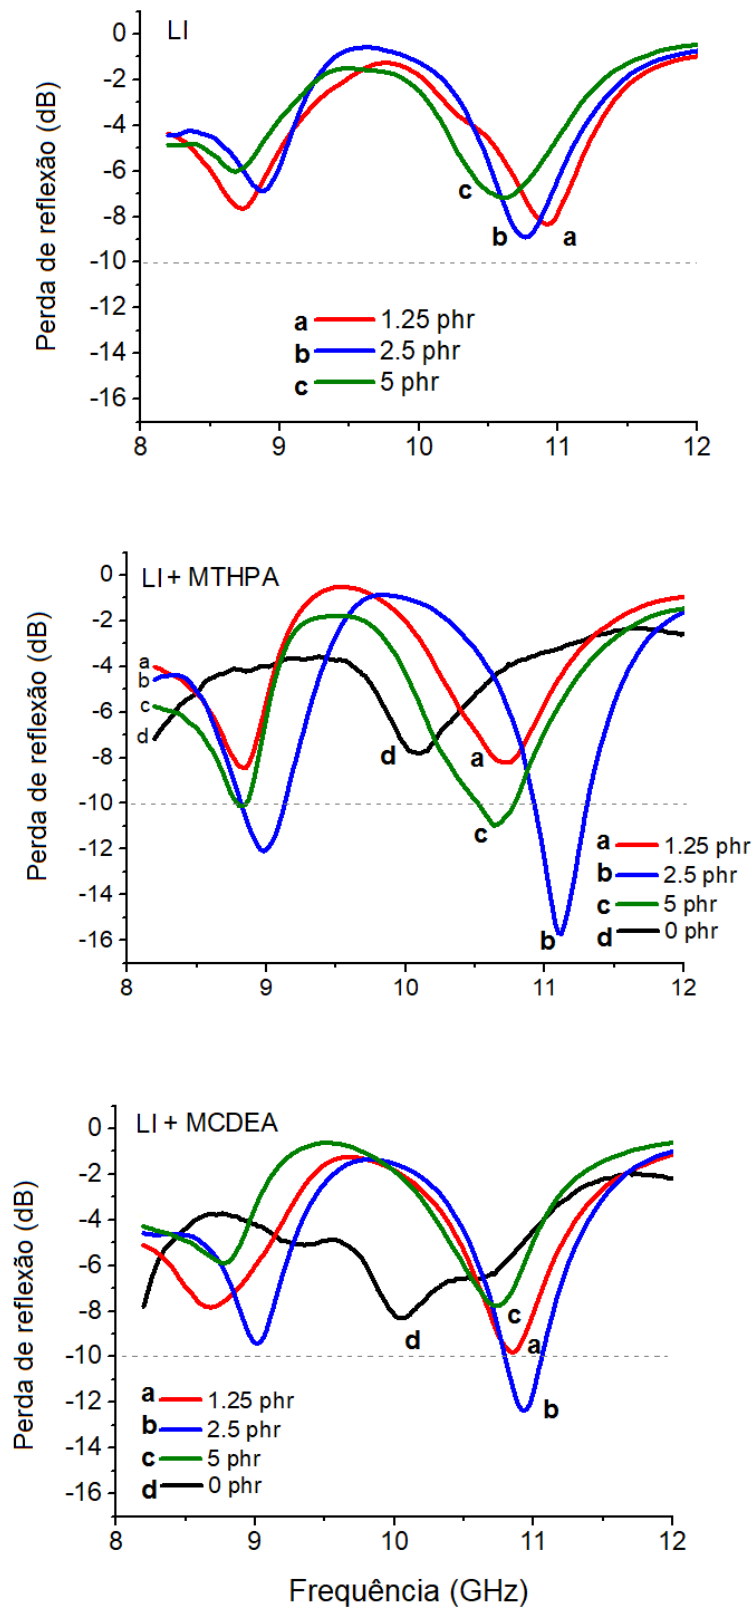 LI
Perda de reflexão (dB)
0
-2
-4
-6
-8
-10
-12
-14
-16
c
b
a
a 1.25 phr
b 2.5 phr
c 5 phr
8
9
10
11
12
LI + MTHPA
Perda de reflexão (dB)
0
-2
-4
-6
-8
-10
-12
-14
-16
a
b
c
d
d
a
c
b
a 1.25 phr
b 2.5 phr
c 5 phr
d 0 phr
8
9
10
11
12
LI + MCDEA
Perda de reflexão (dB)
0
-2
-4
-6
-8
-10
-12
-14
-16
d
c
a
b
a 1.25 phr
b 2.5 phr
c 5 phr
d 0 phr
8
9
10
11
12
Frequência (GHz)